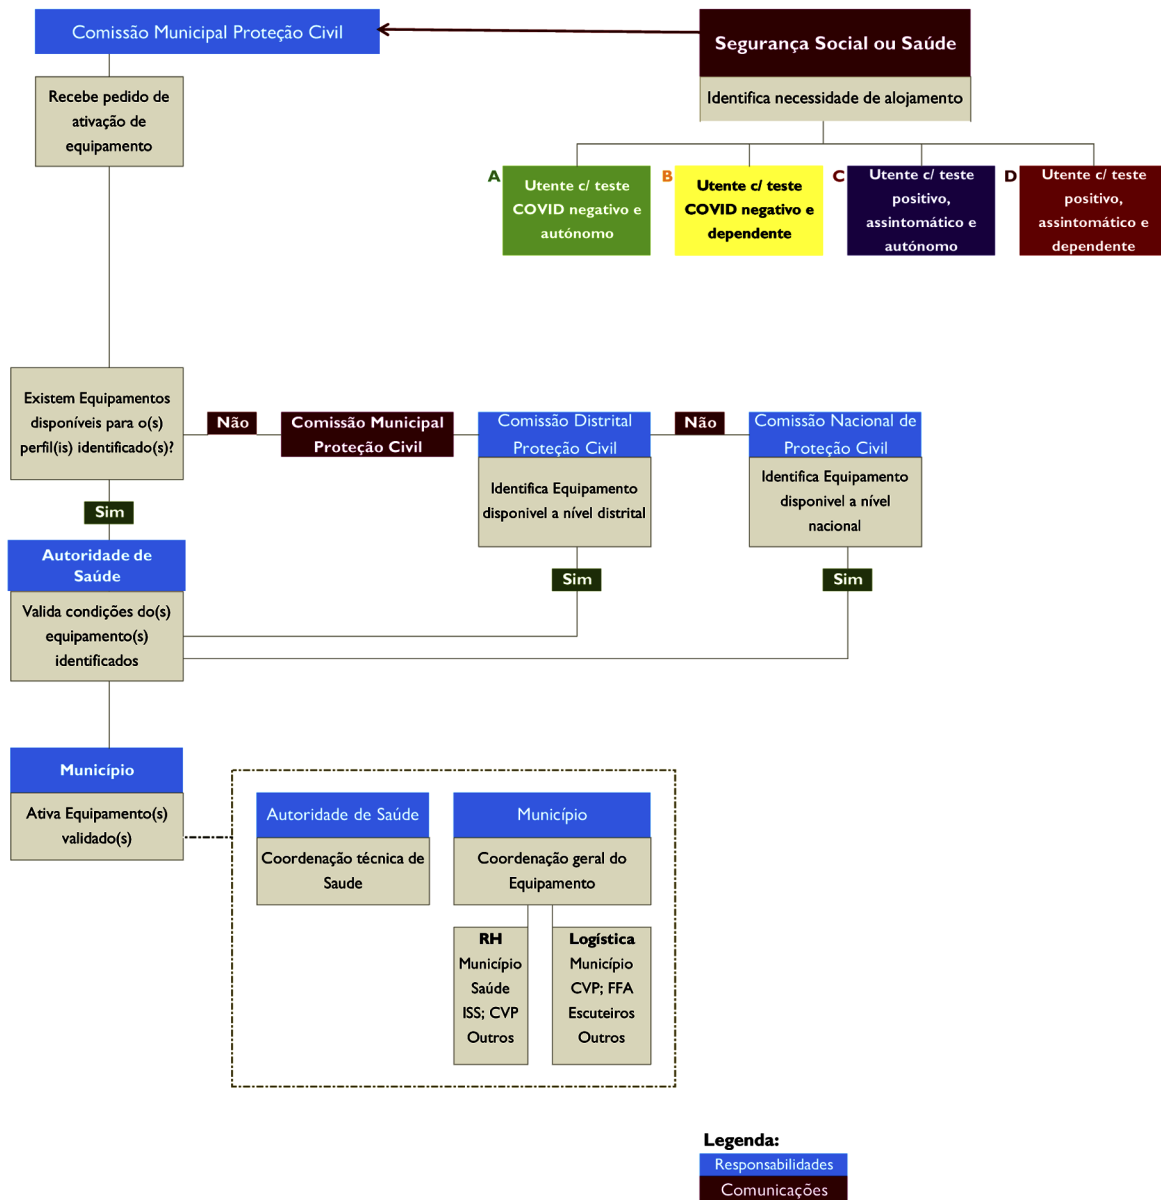 Comissão Municipal Proteção Civil
Segurança Social ou Saúde
Identifica necessidade de alojamento
Recebe pedido de
ativação de
equipamento
A
Utente c/ teste
COVID negativo e
autónomo
B
Utente c/ teste
COVID negativo e
dependente
C
Utente c/ teste
positivo,
assintomático e
autónomo
D
Utente c/ teste
positivo,
assintomático e
dependente
Existem Equipamentos
disponíveis para o(s)
perfil(is) identificado(s)?
Não
Comissão Municipal
Proteção Civil
Comissão Distrital
Proteção Civil
Identifica Equipamento
disponivel a nível distrital
Não
Comissão Nacional de
Proteção Civil
Identifica Equipamento
disponivel a nível
nacional
Sim
Sim
Sim
Autoridade de
Saúde
Valida condições do(s)
equipamento(s)
identificados
Município
Ativa Equipamento(s)
validado(s)
Autoridade de Saúde
Coordenação técnica de
Saude
Município
Coordenação geral do
Equipamento
RH
Município
Saúde
ISS; CVP
Outros
Logística
Município
CVP; FFA
Escuteiros
Outros
Legenda:
Responsabilidades
Comunicações